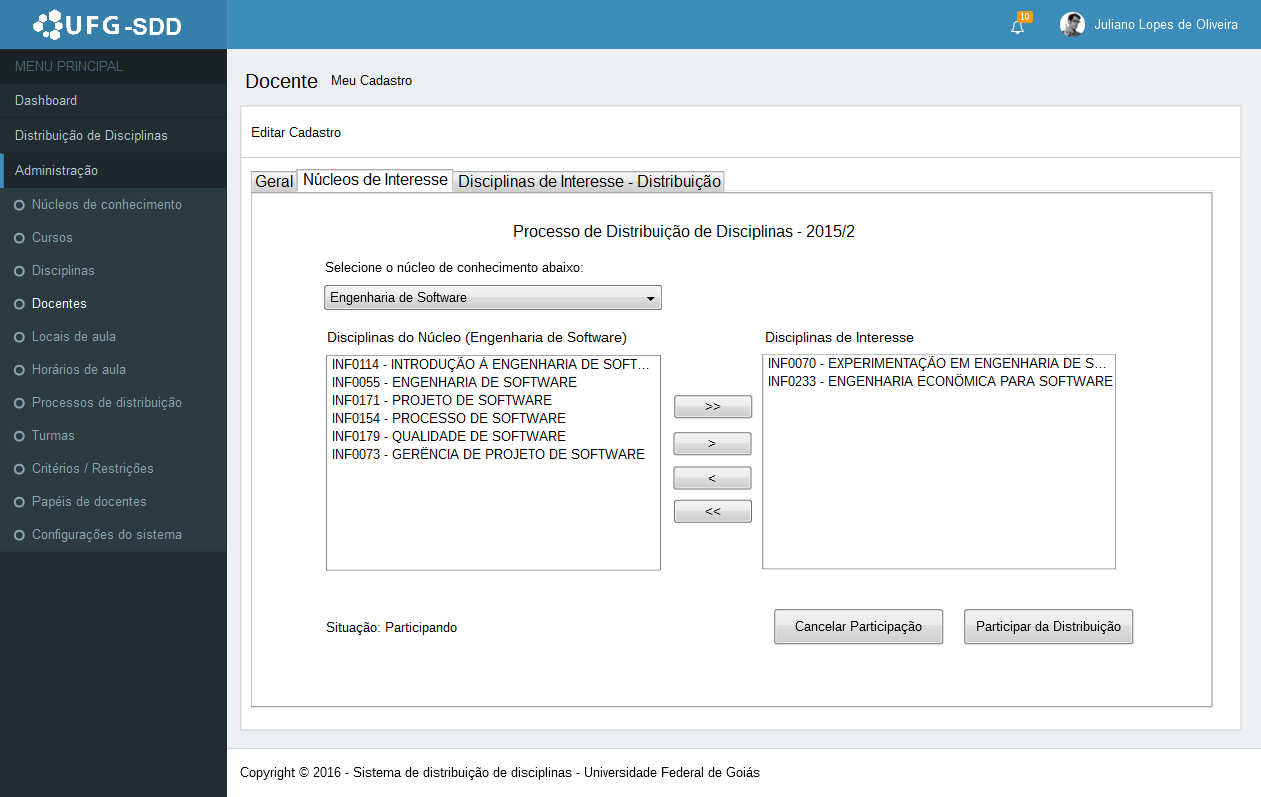 UFG-SDD
10
Juliano Lopes de Oliveira
MENU PRINCIPAL
Dashboard
Distribuição de Disciplinas
Administração
Núcleos de conhecimento
Cursos
Disciplinas
Docentes
Locais de aula
Horários de aula
Processos de distribuição
Turmas
Critérios / Restrições
Papéis de docentes
Configurações do sistema
Docente Meu Cadastro
Editar Cadastro
Geral Núcleos de Interesse Disciplinas de Interesse - Distribuição
Processo de Distribuição de Disciplinas - 2015/2
Selecione o núcleo de conhecimento abaixo:
Engenharia de Software
Disciplinas do Núcleo (Engenharia de Software)
INF0114 - INTRODUÇÃO À ENGENHARIA DE SOFT...
INF0055 - ENGENHARIA DE SOFTWARE
INF0171 - PROJETO DE SOFTWARE
INF0154 - PROCESSO DE SOFTWARE
INF0179 - QUALIDADE DE SOFTWARE
INF0073 - GERÊNCIA DE PROJETO DE SOFTWARE
>>
>
<
<<
Disciplinas de Interesse
INF0070 - EXPERIMENTAÇÃO EM ENGENHARIA DE S...
INF0233 - ENGENHARIA ECONÔMICA PARA SOFTWARE
Situação: Participando
Cancelar Participação
Participar da Distribuição
Copyright © 2016 - Sistema de distribuição de disciplinas - Universidade Federal de Goiás